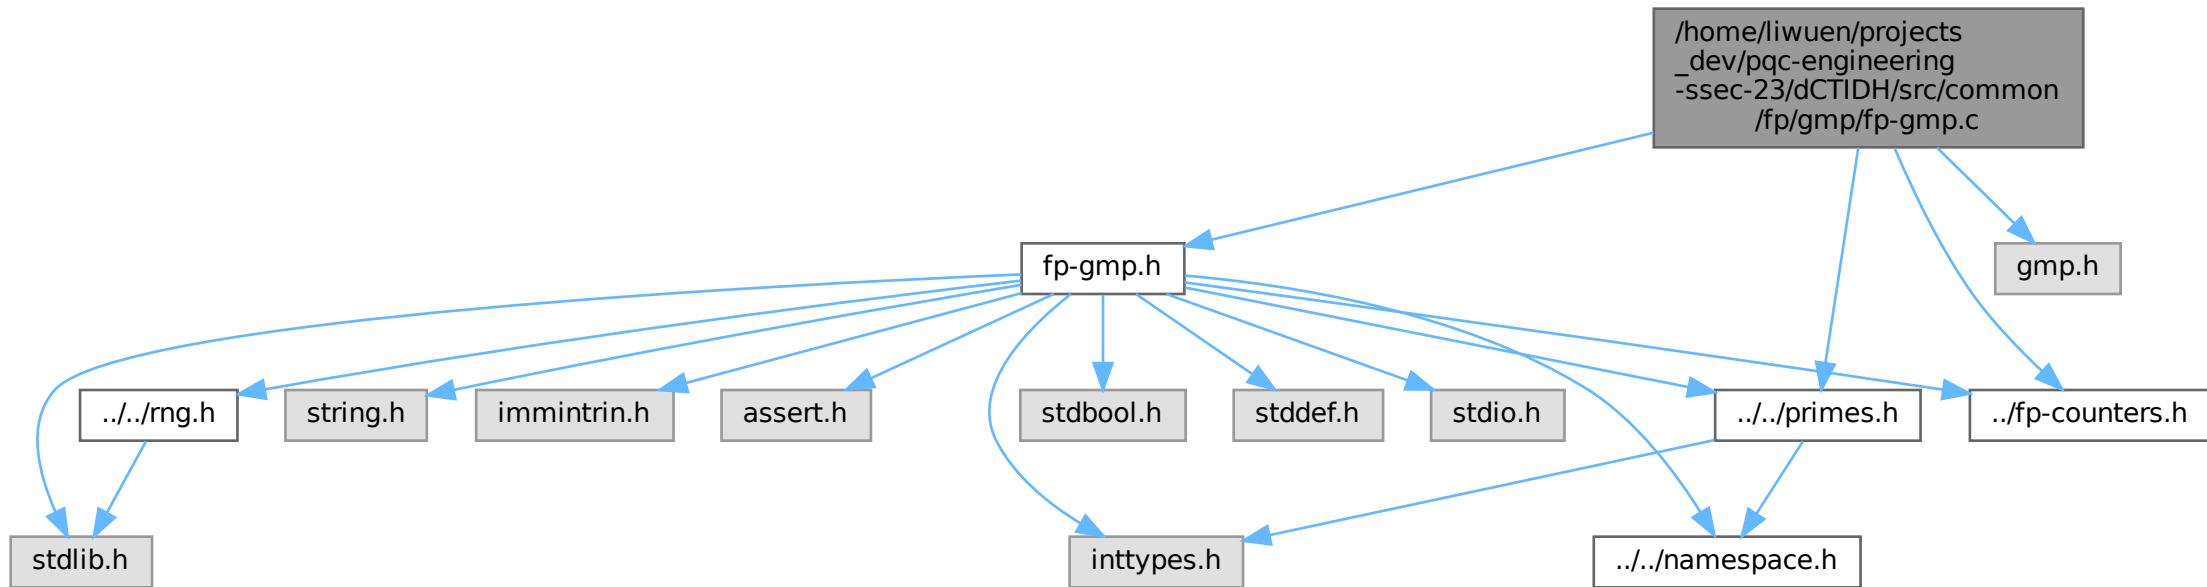 /home/liwuen/projects
_dev/pqc-engineering
-ssec-23/dCTIDH/src/common
/fp/gmp/fp-gmp.c
fp-gmp.h
gmp.h
../../rng.h
string.h
immintrin.h
assert.h
stdbool.h
stddef.h
stdio.h
../../primes.h
../fp-counters.h
stdlib.h
inttypes.h
../../namespace.h